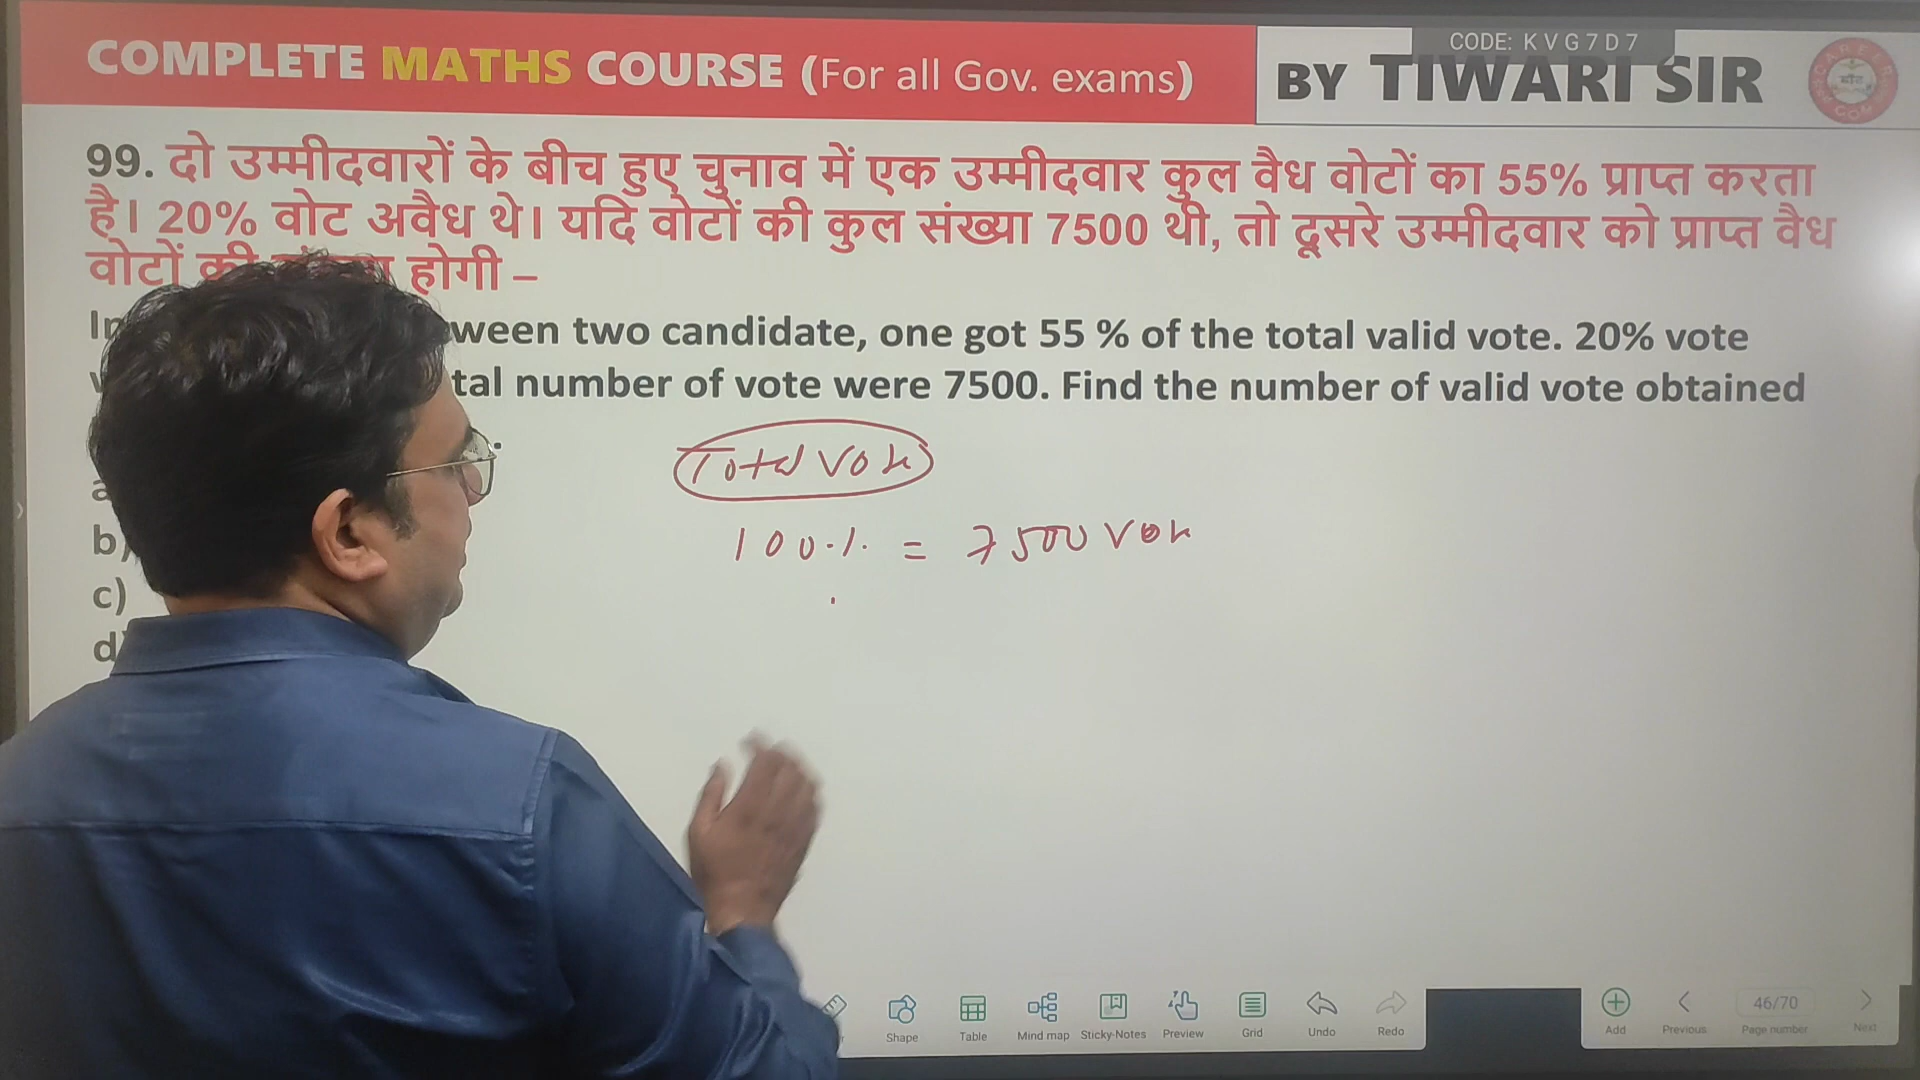 CODE: K V G 7 D 7
COMPLETE MATHS COURSE (For all Gov. exams)
BY TIWARI SIR
99. दो उम्मीदवारों के बीच हुए चुनाव में एक उम्मीदवार कुल वैध वोटों का 55% प्राप्त करता
है। 20% वोट अवैध थे। यदि वोटों की कुल संख्या 7500 थी, तो दूसरे उम्मीदवार को प्राप्त वैध
वोटों की होगी –
ween two candidate, one got 55 % of the total valid vote. 20% vote
tal number of vote were 7500. Find the number of valid vote obtained
a
b)
c)
d)
Total Vote
100% = 7500 Vote
Shape
Table
Mind map
Sticky-Notes
Preview
Grid
Undo
Redo
Add
Previous
46/70
Page number
Next